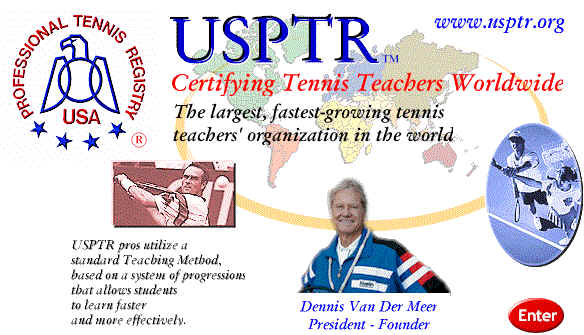 PROFESSIONAL TENNIS REGISTRY
USA
®
USPTR™
www.usptr.org
Certifying Tennis Teachers Worldwide
The largest, fastest-growing tennis
teachers' organization in the world
USPTR pros utilize a
standard Teaching Method,
based on a system of progressions
that allows students
to learn faster
and more effectively.
Dennis Van Der Meer
President - Founder
Enter